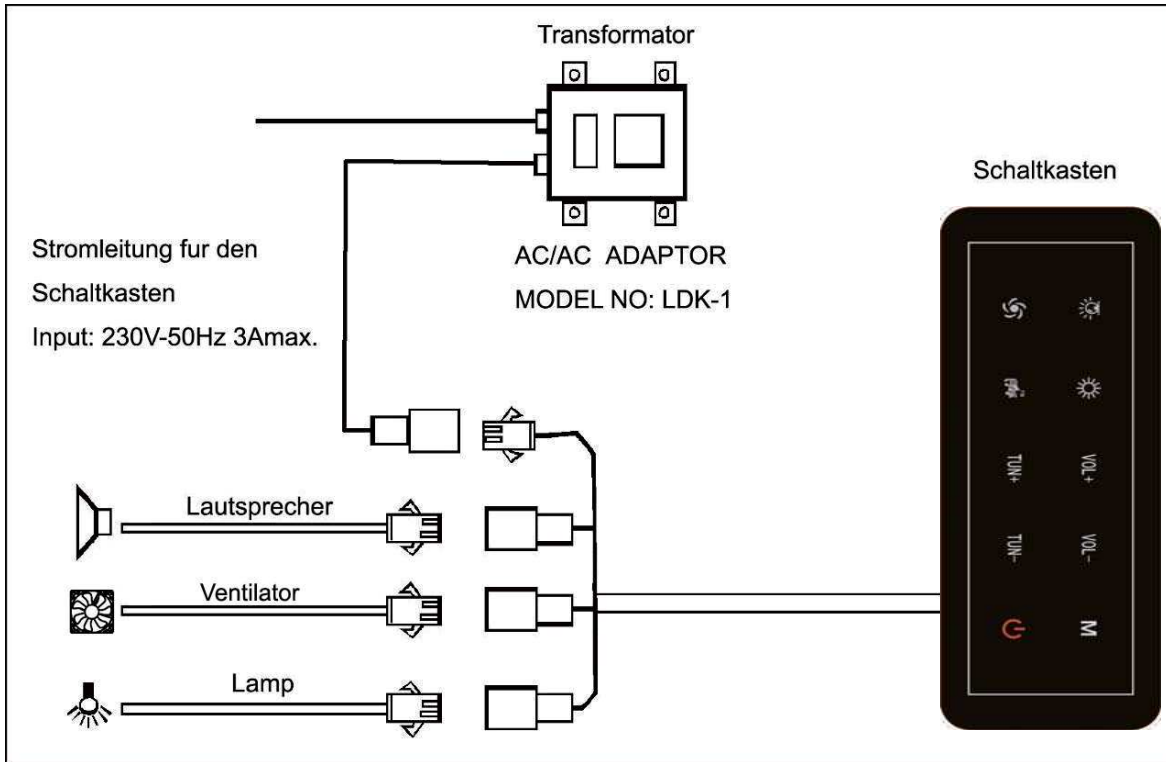 Transformator
Schaltkasten
Stromleitung fur den
Schaltkasten
Input: 230V-50Hz 3Amax.
AC/AC ADAPTOR
MODEL NO: LDK-1
Lautsprecher
Ventilator
Lamp
TUN+
VOL+
TUN-
VOL-
M